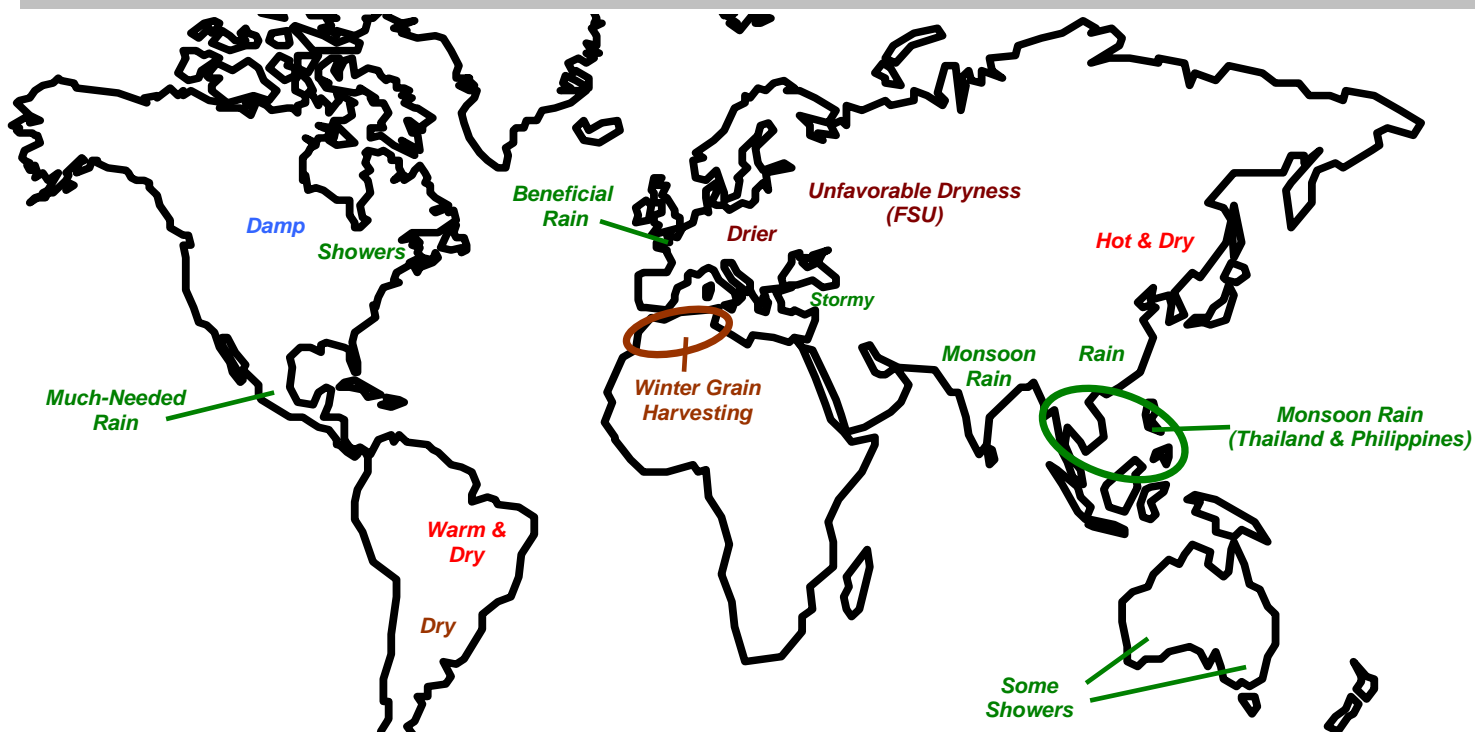 Beneficial
Rain
Unfavorable Dryness
(FSU)
Damp
Showers
Drier
Hot & Dry
Stormy
Much-Needed
Rain
Winter Grain
Harvesting
Monsoon
Rain
Rain
Monsoon Rain
(Thailand & Philippines)
Warm &
Dry
Dry
Some
Showers